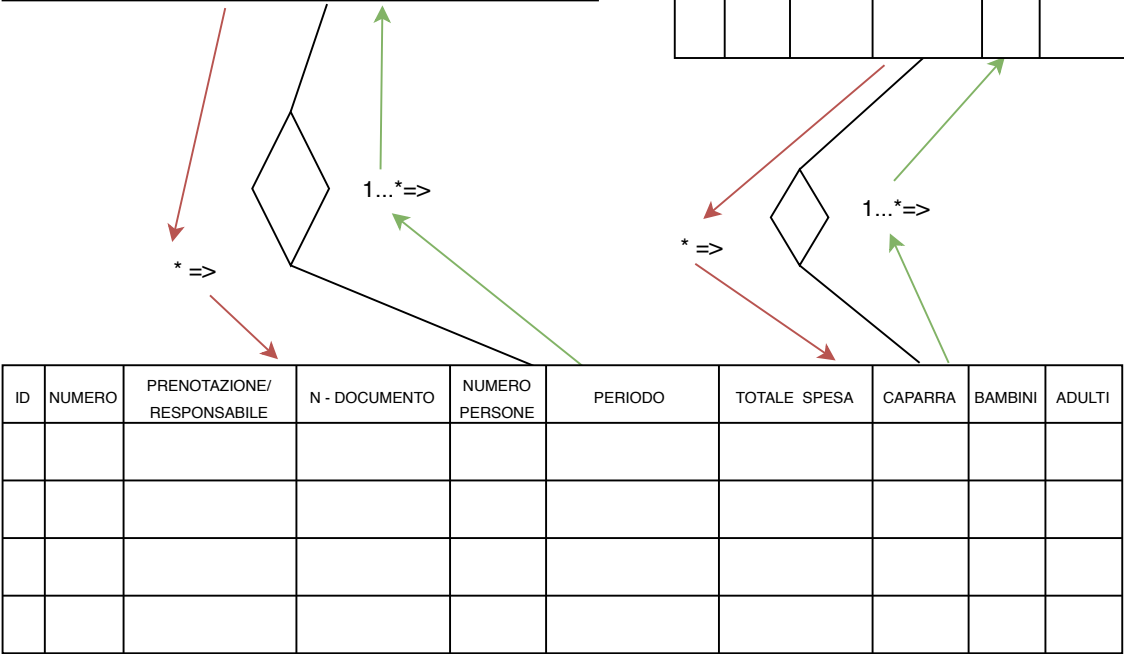 1...*=>
1...*=>
* =>
* =>
ID
NUMERO
PRENOTAZIONE/
RESPONSABILE
N - DOCUMENTO
NUMERO
PERSONE
PERIODO
TOTALE SPESA
CAPARRA
BAMBINI
ADULTI